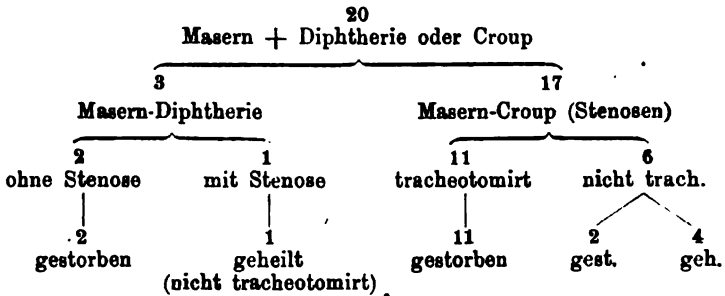 20
Masern + Diphtherie oder Croup
3 17
Masern-Diphtherie Masern-Croup (Stenosen)
2 1 11 6
ohne Stenose mit Stenose tracheotomirt nicht trach.
2 1 11 2 4
gestorben geheilt gestorben gest. geh.
(nicht tracheotomirt)